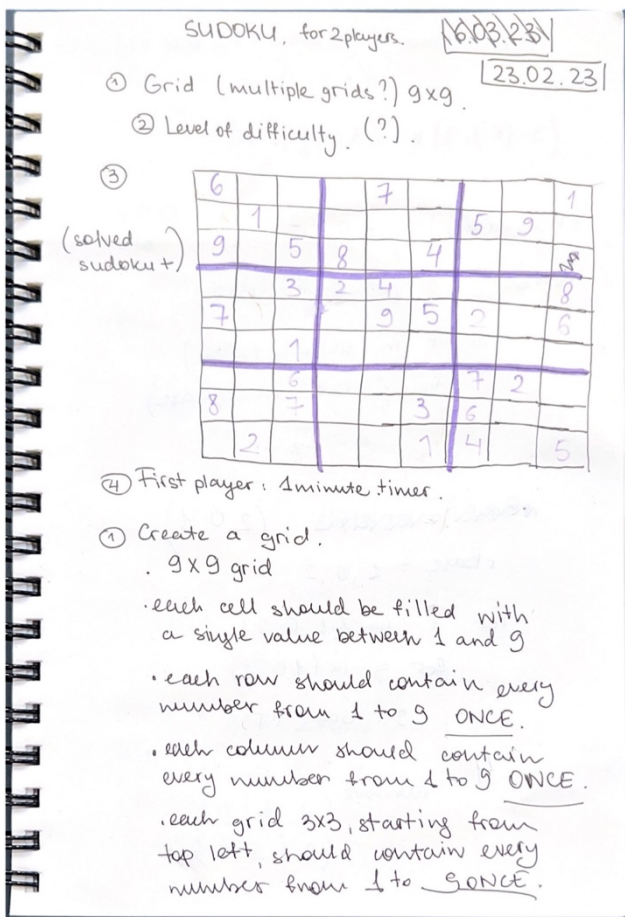 SUDOKU. for 2 players.
16.03.23
23.02.23
① Grid (multiple grids?) 9x9.
② Level of difficulty. (?).
③
(solved
sudoku+)
6 7 1
1 5 9
9 5 8 4
3 2 4 8
7 9 5 2 6
1
6 7 2
8 7 3 6
2 1 4 5
④ First player: 1 minute timer.
① Create a grid.
. 9x9 grid
. each cell should be filled with
a single value between 1 and 9
. each row should contain every
number from 1 to 9 ONCE.
. each column should contain
every number from 1 to 9 ONCE.
. each grid 3x3, starting from
top left, should contain every
number from 1 to 9 ONCE.